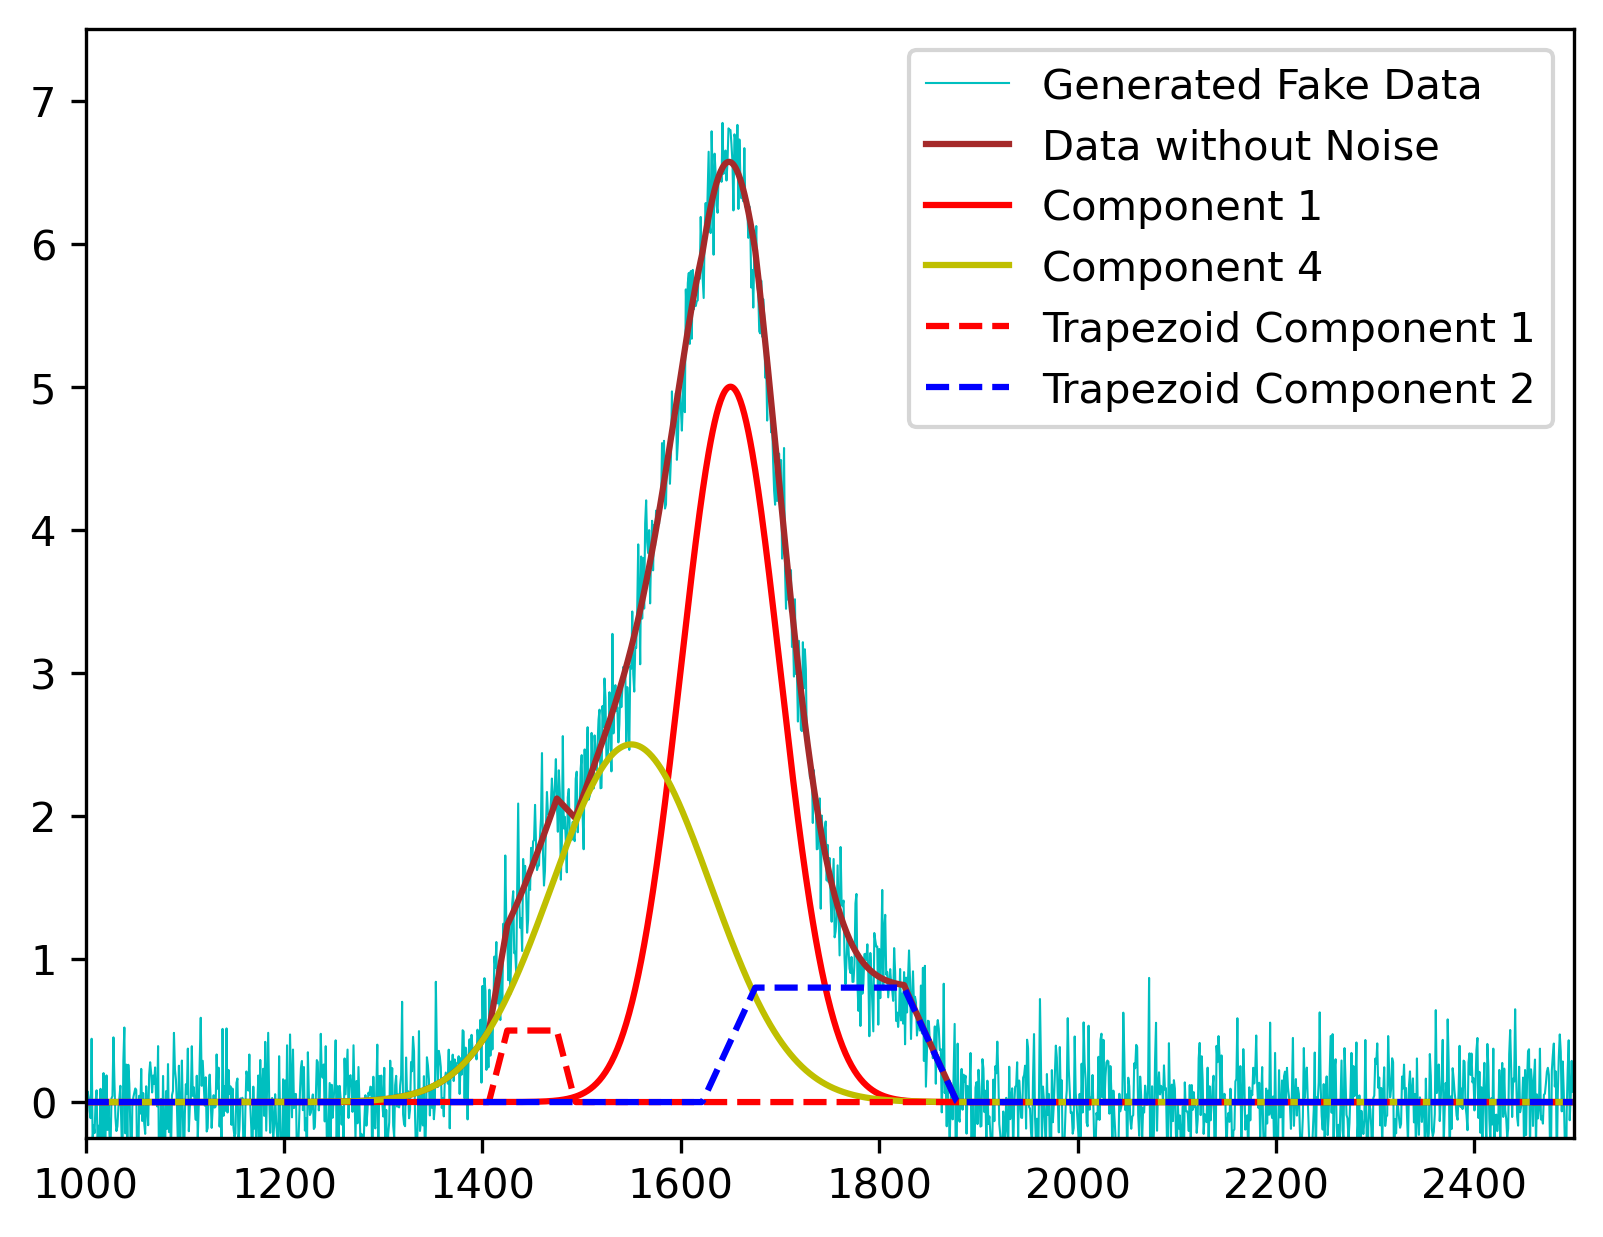 Generated Fake Data
Data without Noise
Component 1
Component 4
Trapezoid Component 1
Trapezoid Component 2
7
6
5
4
3
2
1
0
1000 1200 1400 1600 1800 2000 2200 2400